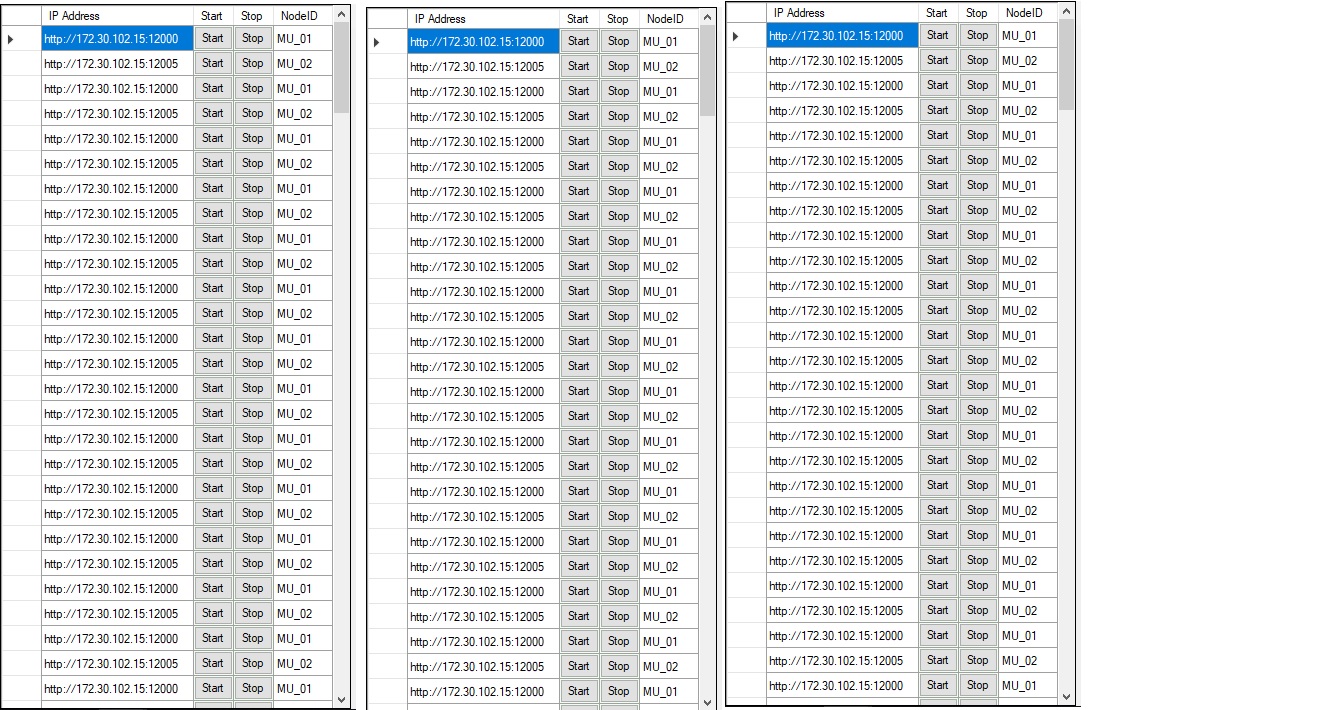 IP Address Start Stop NodeID
http://172.30.102.15:12000 Start Stop MU_01
http://172.30.102.15:12005 Start Stop MU_02
http://172.30.102.15:12000 Start Stop MU_01
http://172.30.102.15:12005 Start Stop MU_02
http://172.30.102.15:12000 Start Stop MU_01
http://172.30.102.15:12005 Start Stop MU_02
http://172.30.102.15:12000 Start Stop MU_01
http://172.30.102.15:12005 Start Stop MU_02
http://172.30.102.15:12000 Start Stop MU_01
http://172.30.102.15:12005 Start Stop MU_02
http://172.30.102.15:12000 Start Stop MU_01
http://172.30.102.15:12005 Start Stop MU_02
http://172.30.102.15:12000 Start Stop MU_01
http://172.30.102.15:12005 Start Stop MU_02
http://172.30.102.15:12000 Start Stop MU_01
http://172.30.102.15:12005 Start Stop MU_02
http://172.30.102.15:12000 Start Stop MU_01
http://172.30.102.15:12005 Start Stop MU_02
http://172.30.102.15:12000 Start Stop MU_01
http://172.30.102.15:12005 Start Stop MU_02
http://172.30.102.15:12000 Start Stop MU_01
http://172.30.102.15:12005 Start Stop MU_02
http://172.30.102.15:12000 Start Stop MU_01
http://172.30.102.15:12005 Start Stop MU_02
http://172.30.102.15:12000 Start Stop MU_01
http://172.30.102.15:12005 Start Stop MU_02
http://172.30.102.15:12000 Start Stop MU_01
IP Address Start Stop NodeID
http://172.30.102.15:12000 Start Stop MU_01
http://172.30.102.15:12005 Start Stop MU_02
http://172.30.102.15:12000 Start Stop MU_01
http://172.30.102.15:12005 Start Stop MU_02
http://172.30.102.15:12000 Start Stop MU_01
http://172.30.102.15:12005 Start Stop MU_02
http://172.30.102.15:12000 Start Stop MU_01
http://172.30.102.15:12005 Start Stop MU_02
http://172.30.102.15:12000 Start Stop MU_01
http://172.30.102.15:12005 Start Stop MU_02
http://172.30.102.15:12000 Start Stop MU_01
http://172.30.102.15:12005 Start Stop MU_02
http://172.30.102.15:12000 Start Stop MU_01
http://172.30.102.15:12005 Start Stop MU_02
http://172.30.102.15:12000 Start Stop MU_01
http://172.30.102.15:12005 Start Stop MU_02
http://172.30.102.15:12000 Start Stop MU_01
http://172.30.102.15:12005 Start Stop MU_02
http://172.30.102.15:12000 Start Stop MU_01
http://172.30.102.15:12005 Start Stop MU_02
http://172.30.102.15:12000 Start Stop MU_01
http://172.30.102.15:12005 Start Stop MU_02
http://172.30.102.15:12000 Start Stop MU_01
http://172.30.102.15:12005 Start Stop MU_02
http://172.30.102.15:12000 Start Stop MU_01
http://172.30.102.15:12005 Start Stop MU_02
http://172.30.102.15:12000 Start Stop MU_01
IP Address Start Stop NodeID
http://172.30.102.15:12000 Start Stop MU_01
http://172.30.102.15:12005 Start Stop MU_02
http://172.30.102.15:12000 Start Stop MU_01
http://172.30.102.15:12005 Start Stop MU_02
http://172.30.102.15:12000 Start Stop MU_01
http://172.30.102.15:12005 Start Stop MU_02
http://172.30.102.15:12000 Start Stop MU_01
http://172.30.102.15:12005 Start Stop MU_02
http://172.30.102.15:12000 Start Stop MU_01
http://172.30.102.15:12005 Start Stop MU_02
http://172.30.102.15:12000 Start Stop MU_01
http://172.30.102.15:12005 Start Stop MU_02
http://172.30.102.15:12000 Start Stop MU_01
http://172.30.102.15:12005 Start Stop MU_02
http://172.30.102.15:12000 Start Stop MU_01
http://172.30.102.15:12005 Start Stop MU_02
http://172.30.102.15:12000 Start Stop MU_01
http://172.30.102.15:12005 Start Stop MU_02
http://172.30.102.15:12000 Start Stop MU_01
http://172.30.102.15:12005 Start Stop MU_02
http://172.30.102.15:12000 Start Stop MU_01
http://172.30.102.15:12005 Start Stop MU_02
http://172.30.102.15:12000 Start Stop MU_01
http://172.30.102.15:12005 Start Stop MU_02
http://172.30.102.15:12000 Start Stop MU_01
http://172.30.102.15:12005 Start Stop MU_02
http://172.30.102.15:12000 Start Stop MU_01